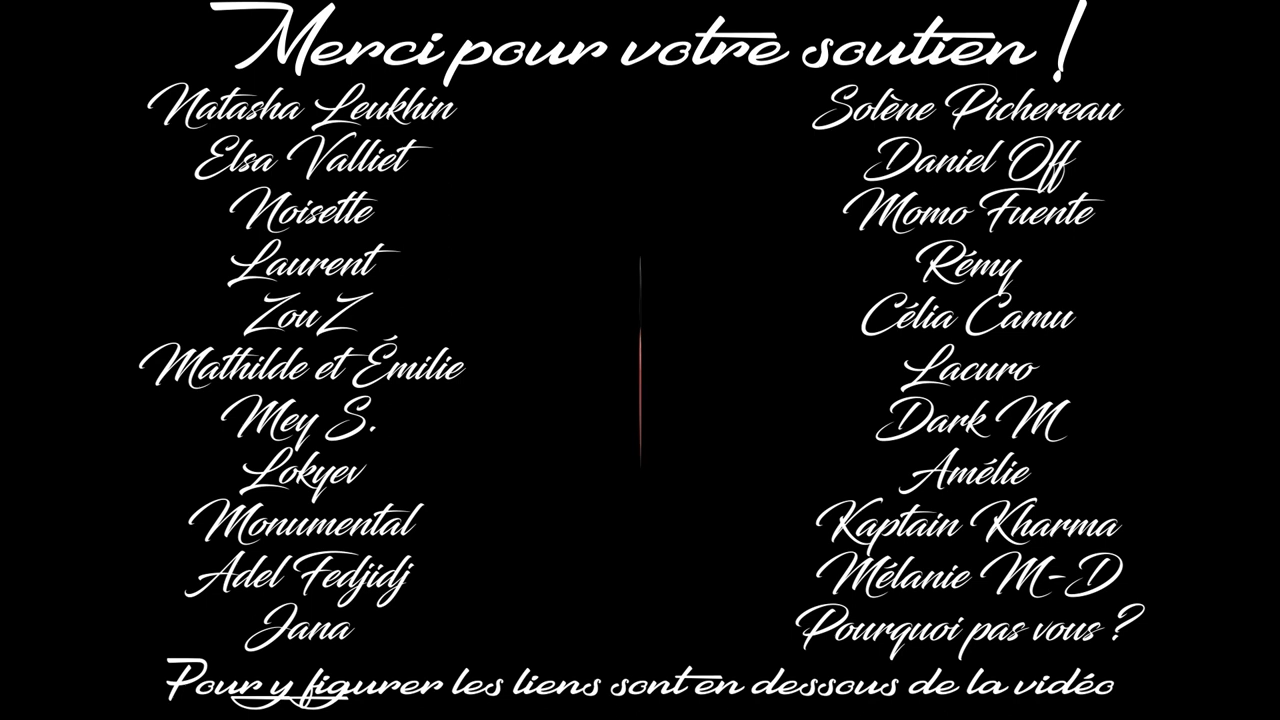 Merci pour votre soutien !
Natasha Leukhin
Elsa Valliet
Noisette
Laurent
ZouZ
Mathilde et Émilie
Mey S.
Lokyev
Monumental
Adel Fedjidj
Jana
Solène Pichereau
Daniel Off
Momo Fuente
Rémy
Célia Camu
Lacuro
Dark M
Amélie
Kaptain Kharma
Mélanie M-D
Pourquoi pas vous ?
Pour y figurer les liens sont en dessous de la vidéo